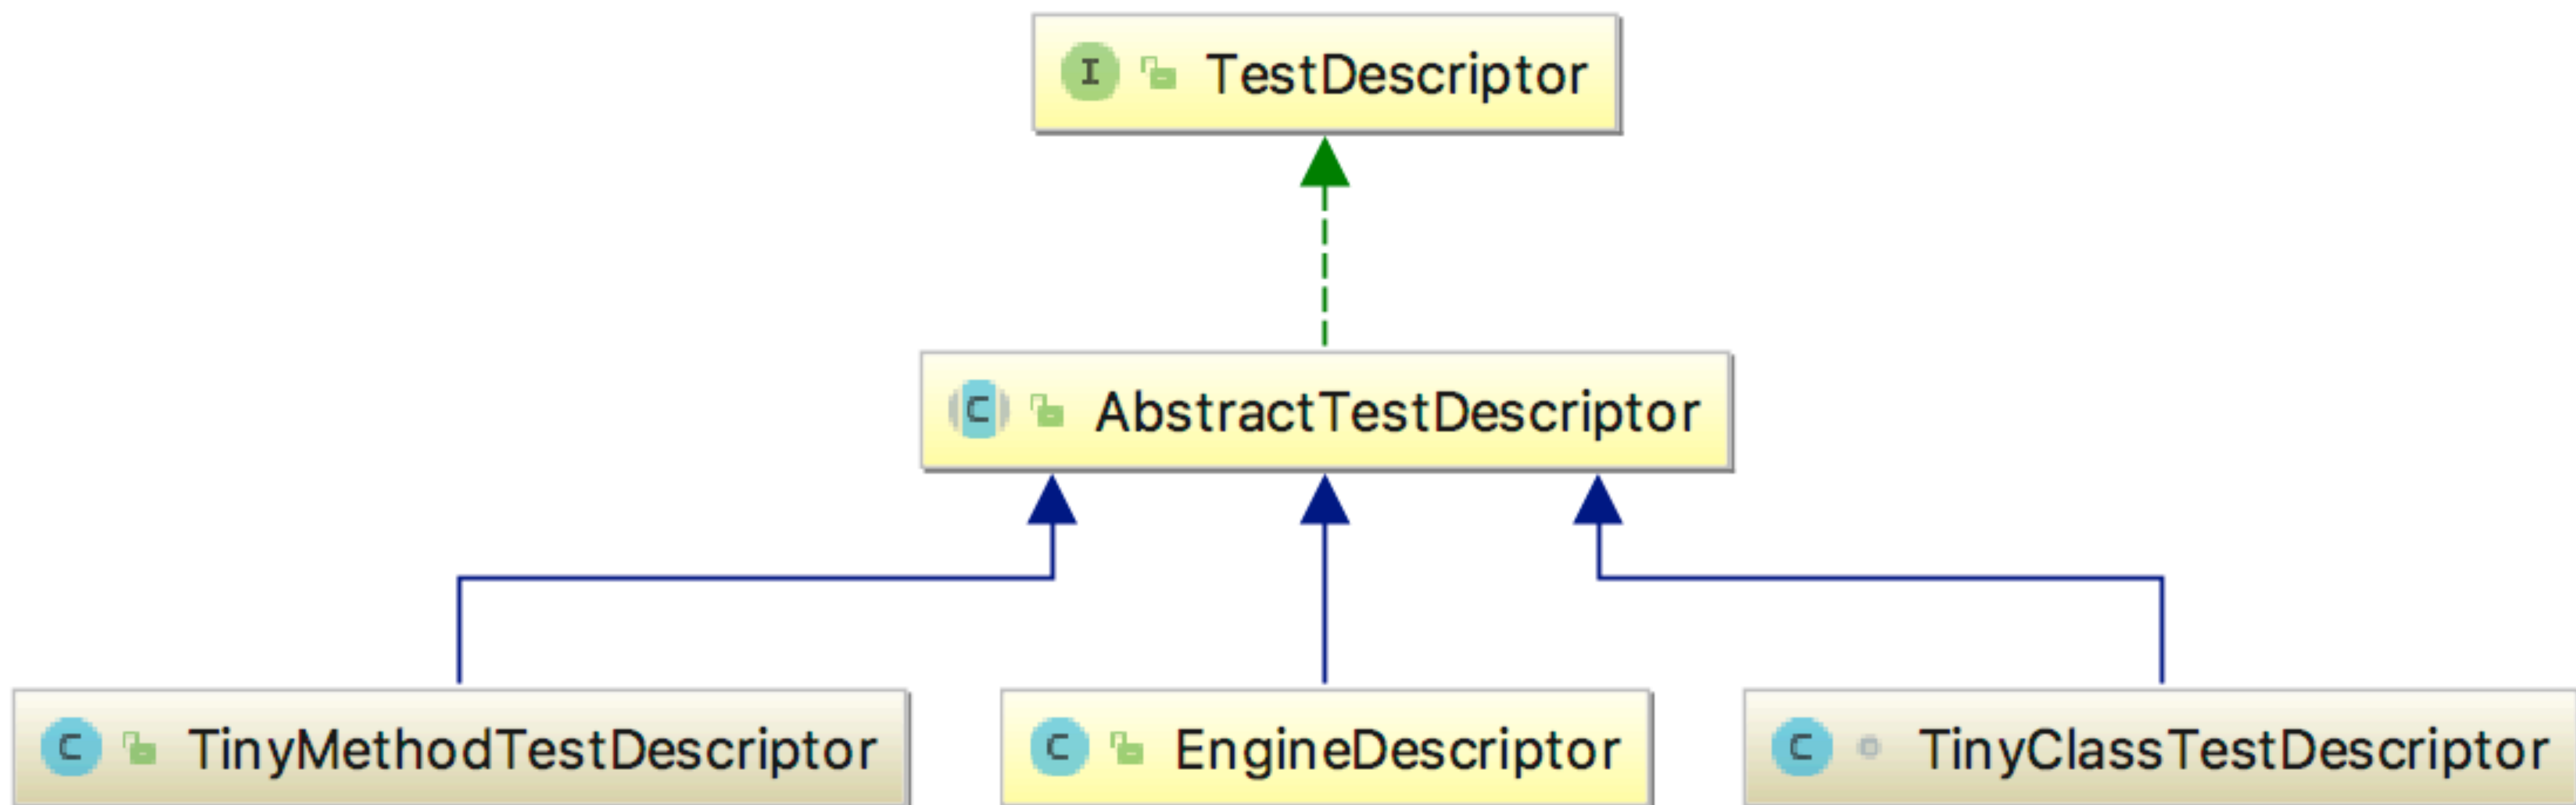 I TestDescriptor
C AbstractTestDescriptor
C TinyMethodTestDescriptor
C EngineDescriptor
C TinyClassTestDescriptor